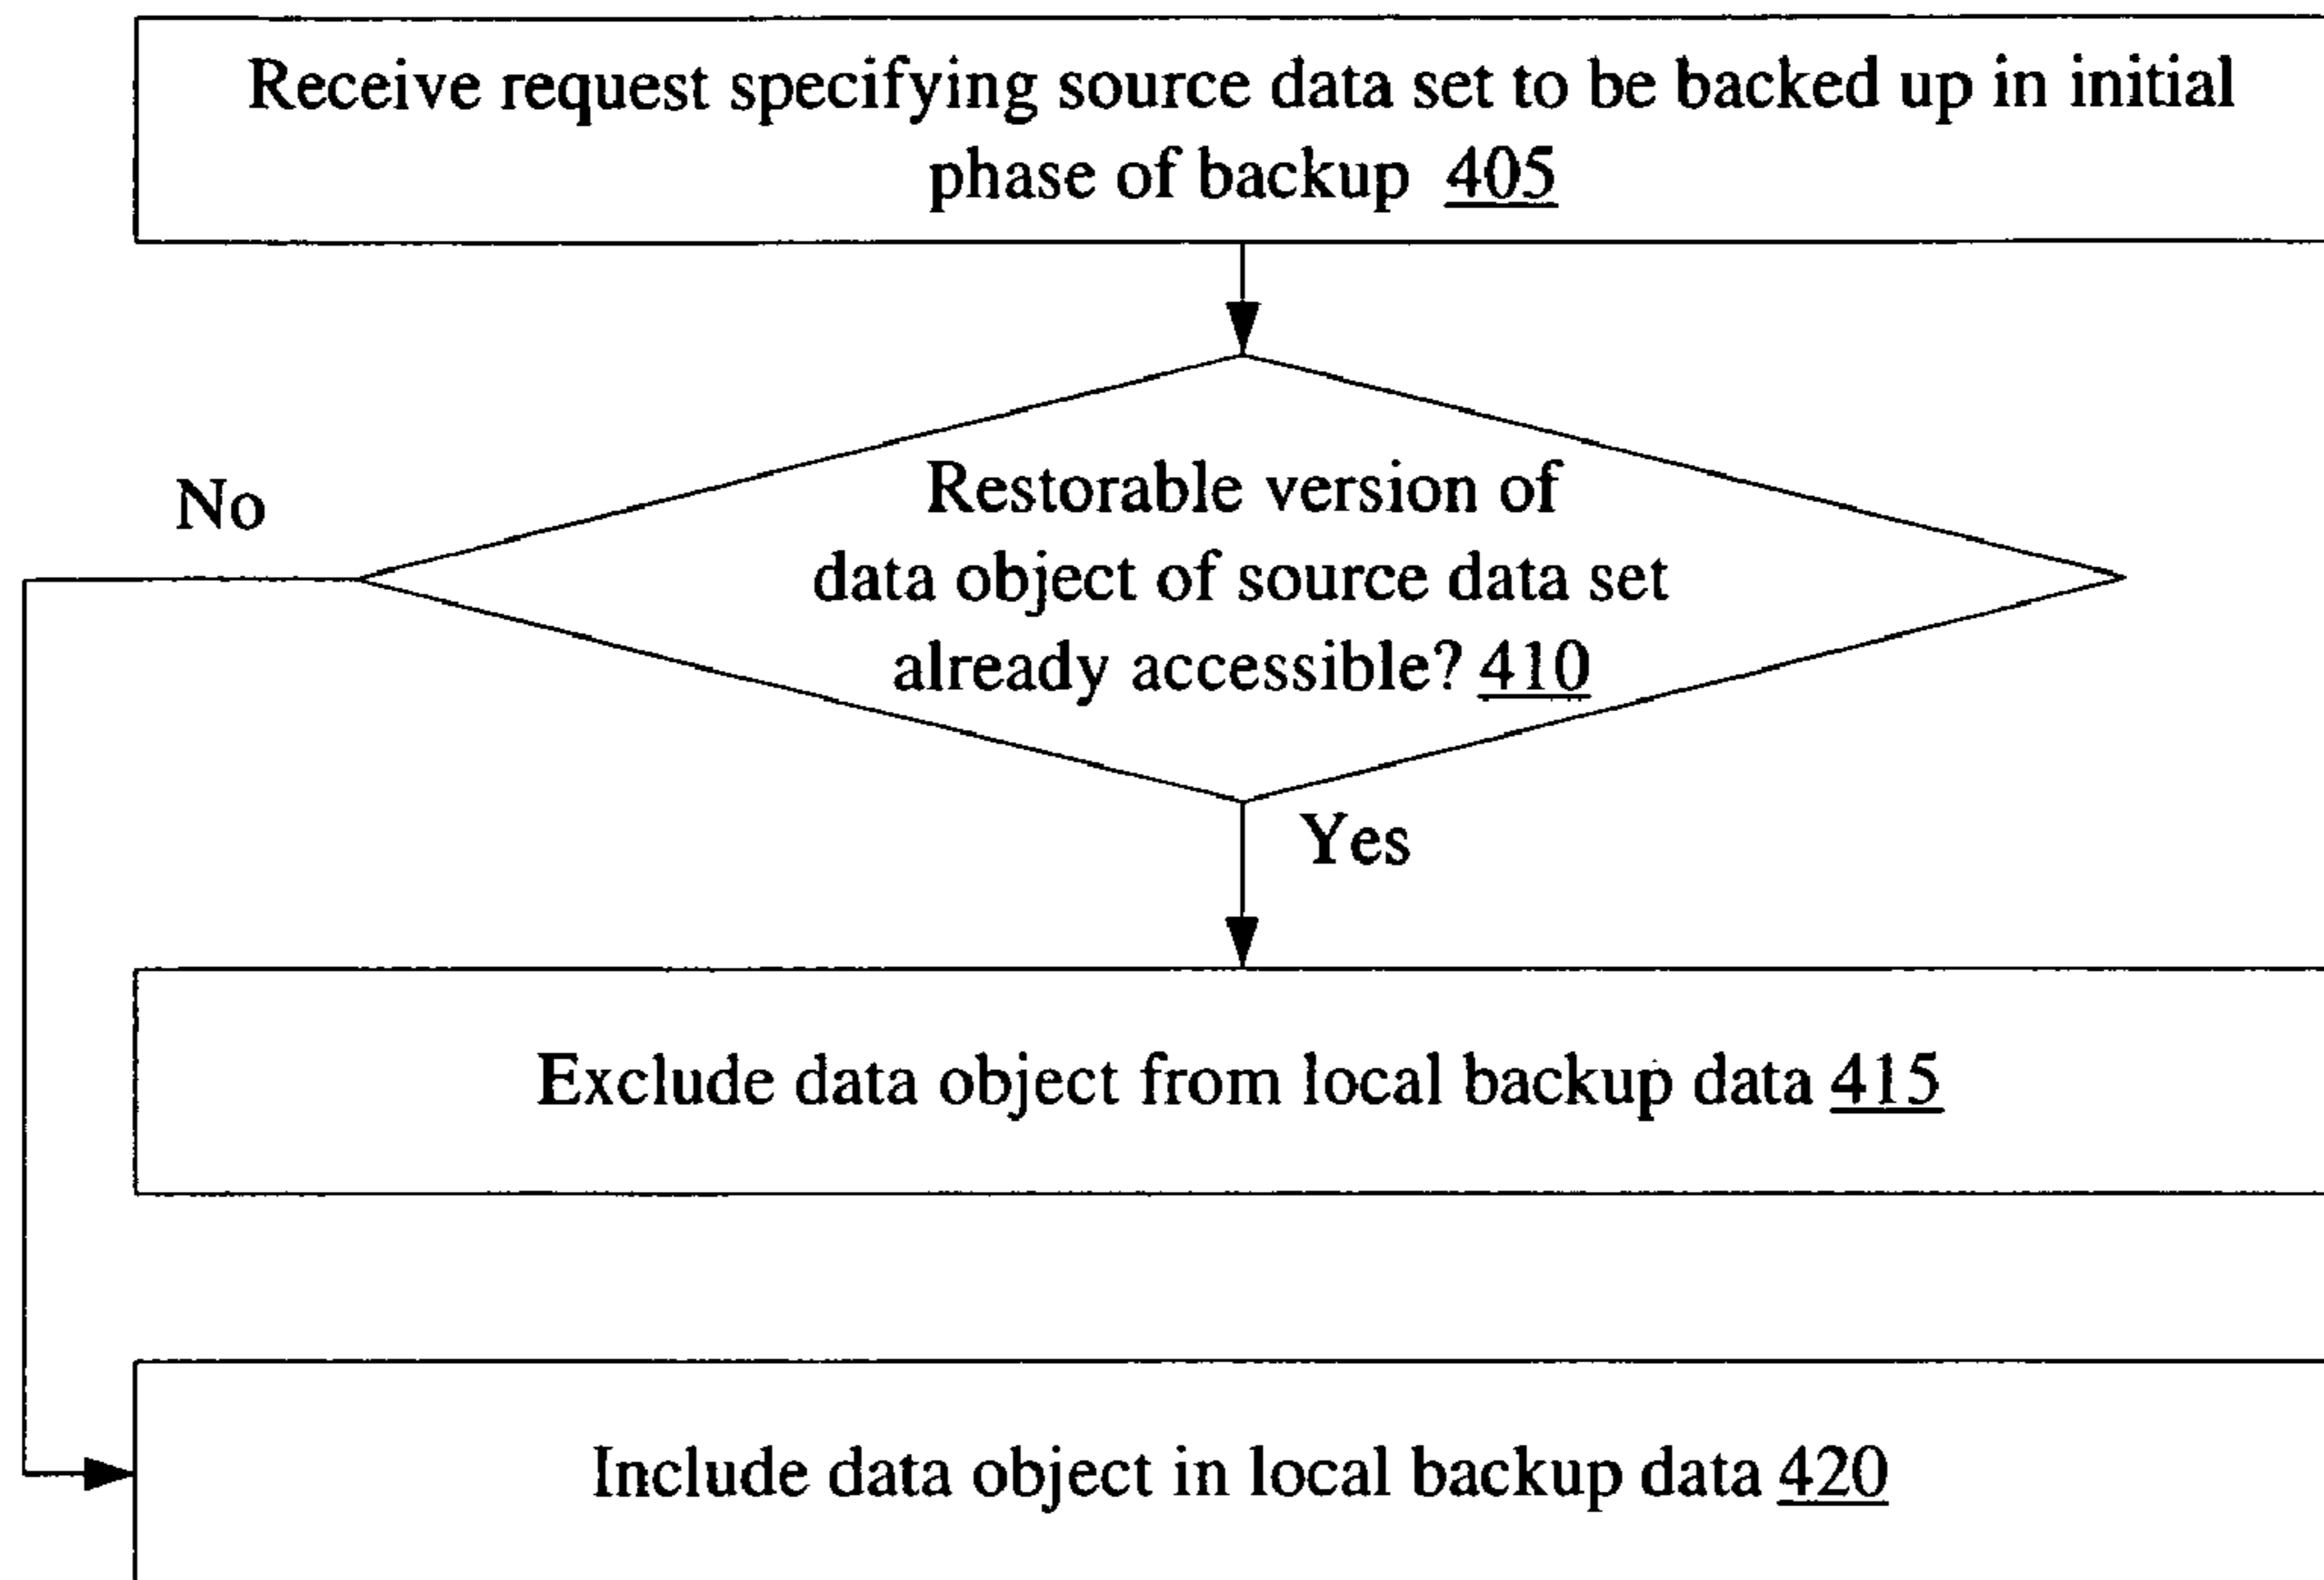 Receive request specifying source data set to be backed up in initial
phase of backup 405
No
Restorable version of
data object of source data set
already accessible? 410
Yes
Exclude data object from local backup data 415
Include data object in local backup data 420